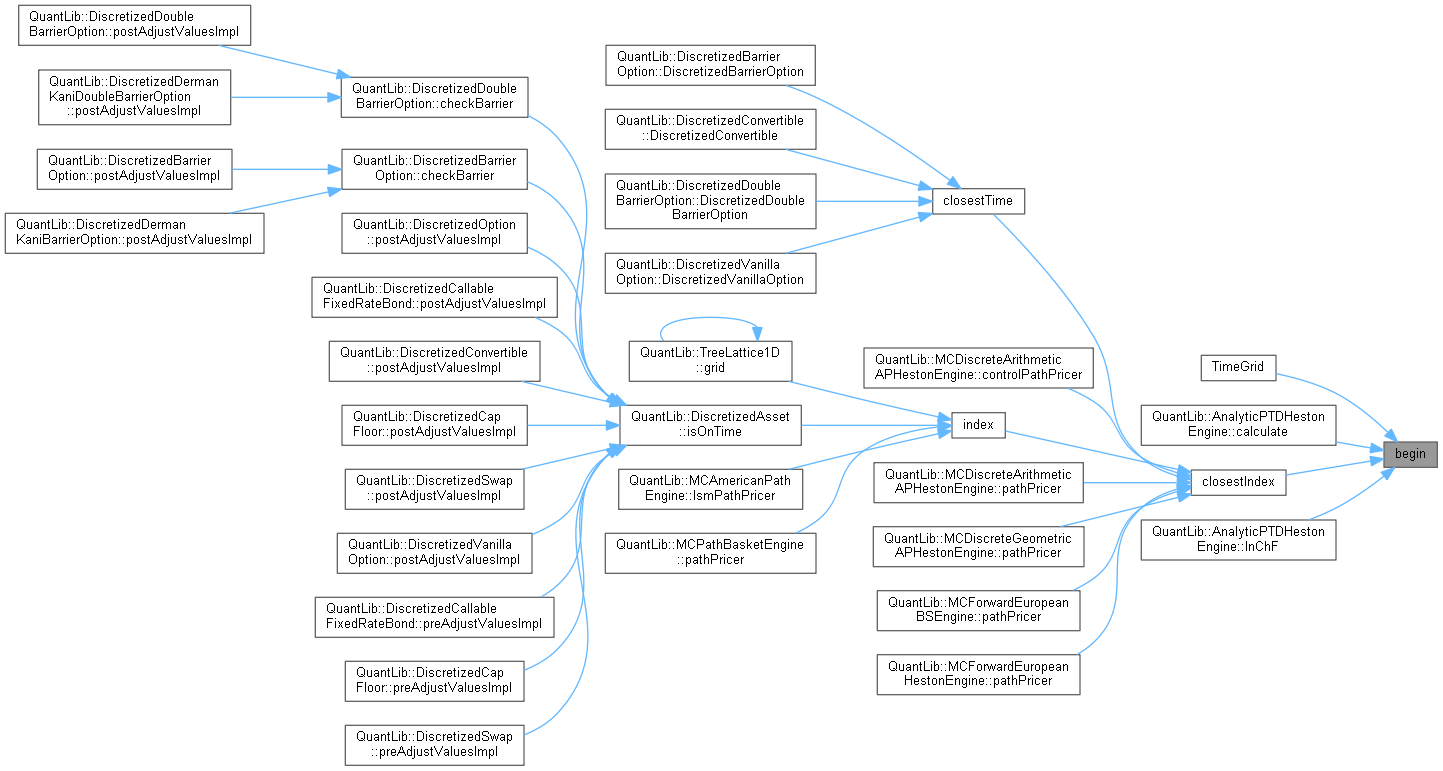 QuantLib::DiscretizedDouble
BarrierOption::postAdjustValuesImpl
QuantLib::DiscretizedDerman
KaniDoubleBarrierOption
::postAdjustValuesImpl
QuantLib::DiscretizedBarrier
Option::postAdjustValuesImpl
QuantLib::DiscretizedDerman
KaniBarrierOption::postAdjustValuesImpl
QuantLib::DiscretizedDouble
BarrierOption::checkBarrier
QuantLib::DiscretizedBarrier
Option::checkBarrier
QuantLib::DiscretizedOption
::postAdjustValuesImpl
QuantLib::DiscretizedCallable
FixedRateBond::postAdjustValuesImpl
QuantLib::DiscretizedConvertible
::postAdjustValuesImpl
QuantLib::DiscretizedCap
Floor::postAdjustValuesImpl
QuantLib::DiscretizedSwap
::postAdjustValuesImpl
QuantLib::DiscretizedVanilla
Option::postAdjustValuesImpl
QuantLib::DiscretizedCallable
FixedRateBond::preAdjustValuesImpl
QuantLib::DiscretizedCap
Floor::preAdjustValuesImpl
QuantLib::DiscretizedSwap
::preAdjustValuesImpl
QuantLib::DiscretizedBarrier
Option::DiscretizedBarrierOption
QuantLib::DiscretizedConvertible
::DiscretizedConvertible
QuantLib::DiscretizedDouble
BarrierOption::DiscretizedDouble
BarrierOption
QuantLib::DiscretizedVanilla
Option::DiscretizedVanillaOption
QuantLib::TreeLattice1D
::grid
QuantLib::DiscretizedAsset
::isOnTime
QuantLib::MCAmericanPath
Engine::lsmPathPricer
QuantLib::MCPathBasketEngine
::pathPricer
closestTime
QuantLib::MCDiscreteArithmetic
APHestonEngine::controlPathPricer
index
QuantLib::MCDiscreteArithmetic
APHestonEngine::pathPricer
QuantLib::MCDiscreteGeometric
APHestonEngine::pathPricer
QuantLib::MCForwardEuropean
BSEngine::pathPricer
QuantLib::MCForwardEuropean
HestonEngine::pathPricer
TimeGrid
QuantLib::AnalyticPTDHeston
Engine::calculate
closestIndex
QuantLib::AnalyticPTDHeston
Engine::lnChF
begin